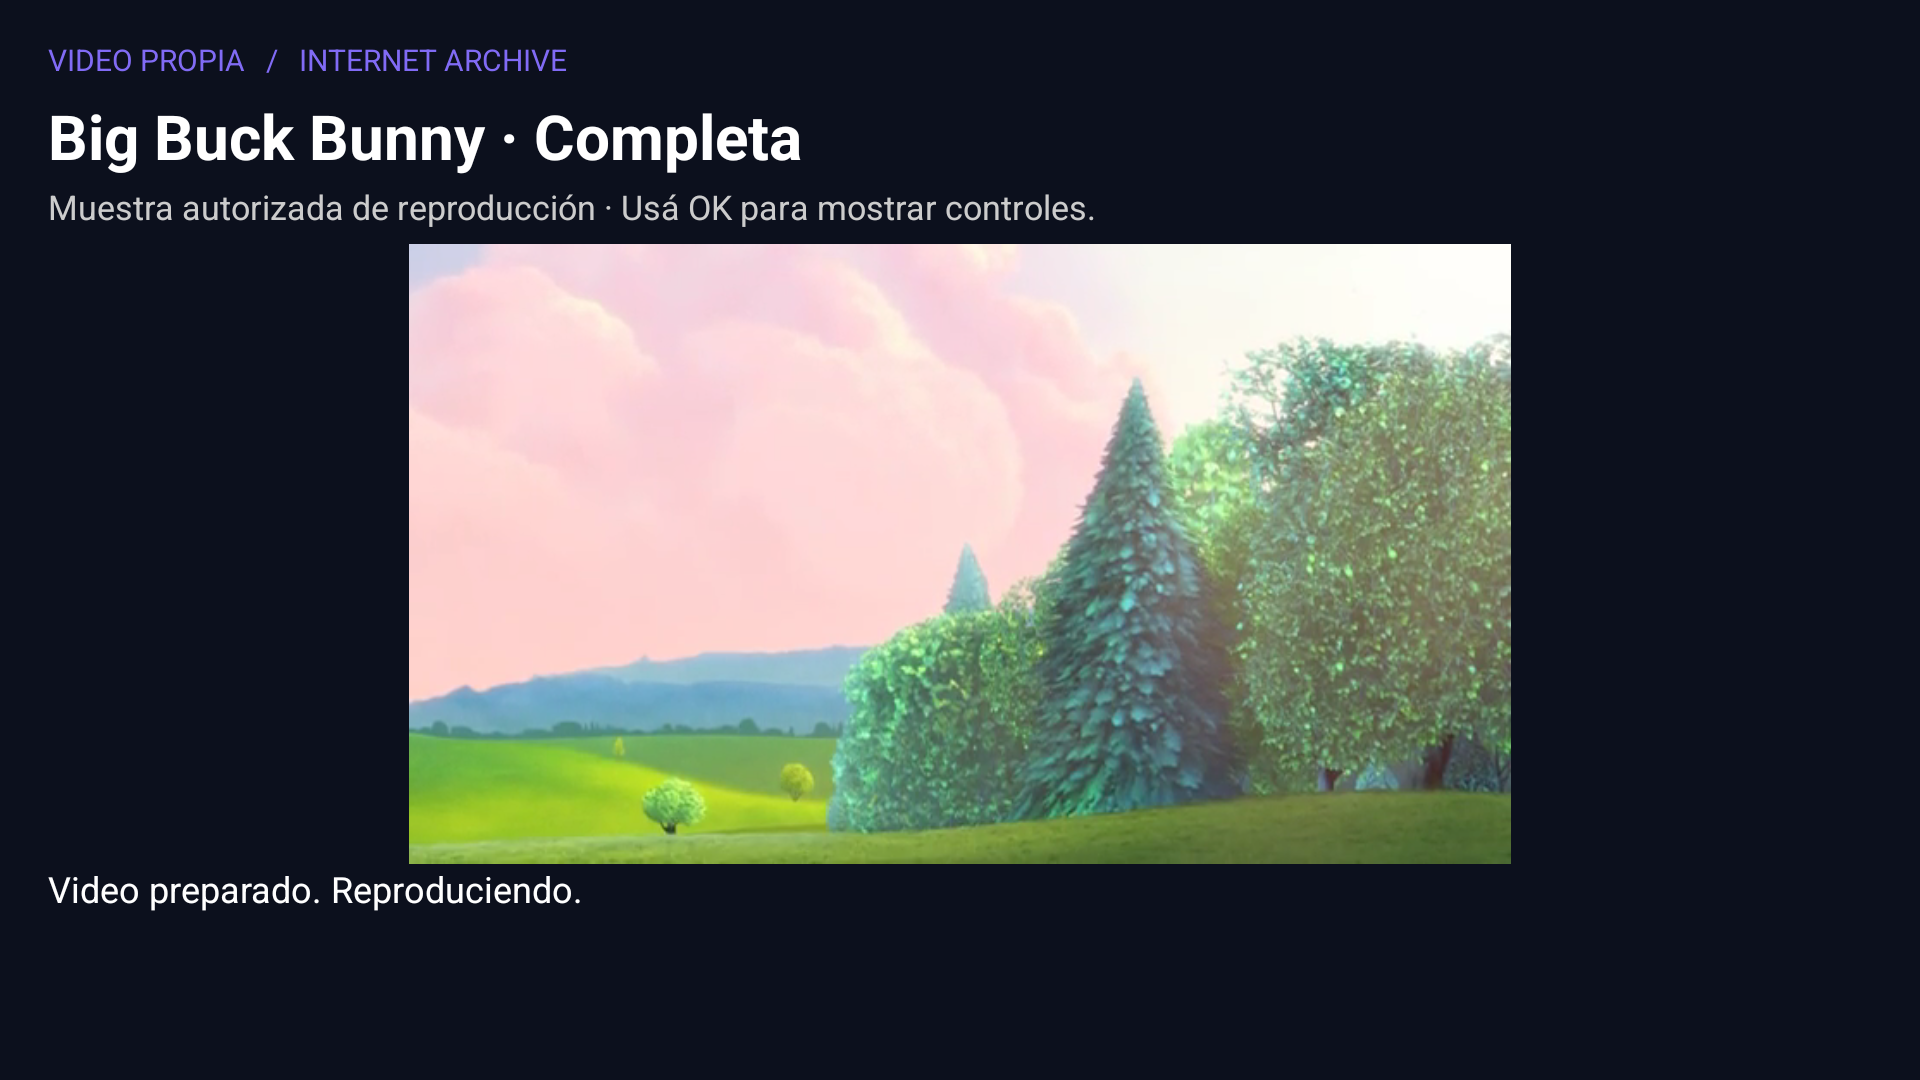 VIDEO PROPIA / INTERNET ARCHIVE
Big Buck Bunny · Completa
Muestra autorizada de reproducción · Usá OK para mostrar controles.
Video preparado. Reproduciendo.